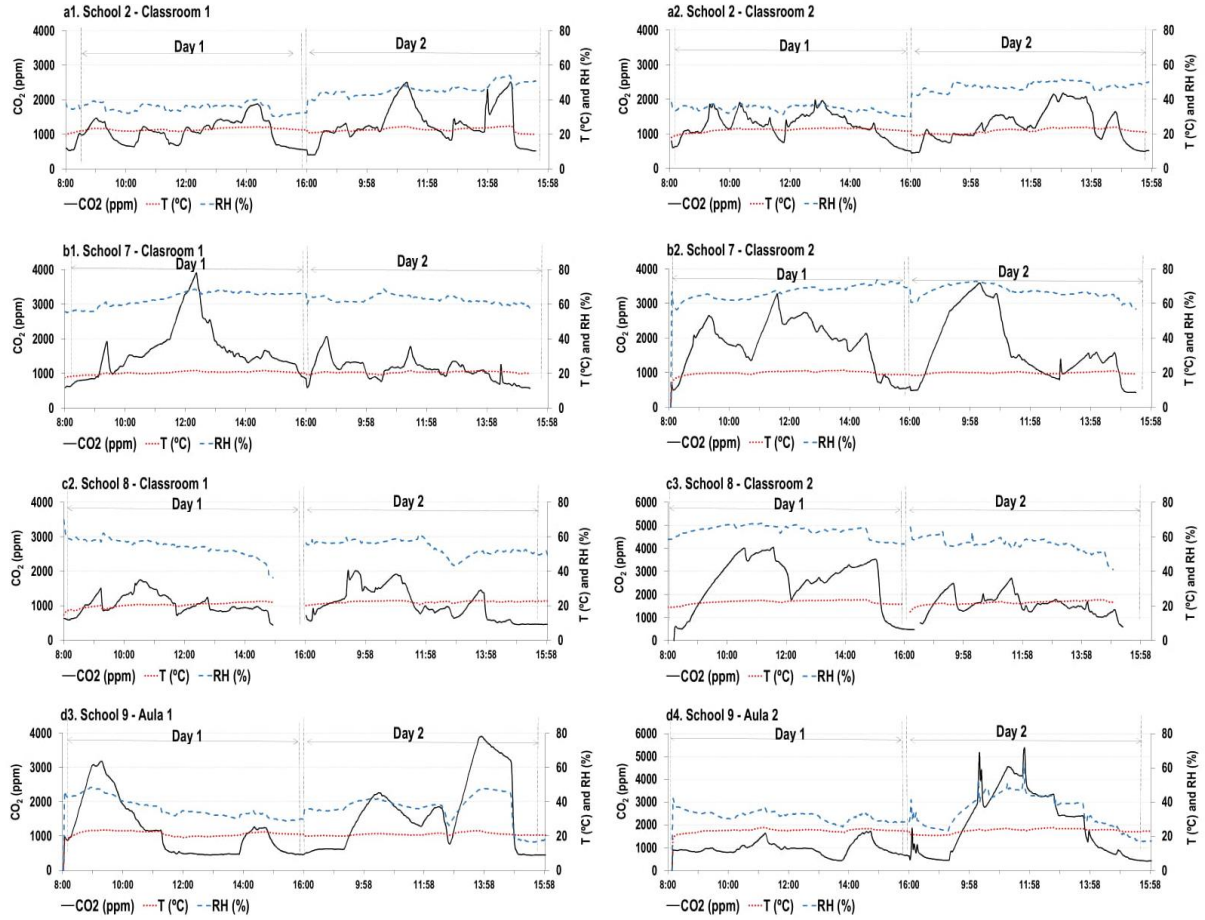 a1. School 2 - Classroom 1
Day 1
Day 2
CO₂ (ppm)
4000
3000
2000
1000
0
80
60
40
20
0
T (ºC) and RH (%)
8:00 10:00 12:00 14:00 16:00 9:58 11:58 13:58 15:58
CO2 (ppm) T (ºC) RH (%)
a2. School 2 - Classroom 2
Day 1
Day 2
CO₂ (ppm)
4000
3000
2000
1000
0
80
60
40
20
0
T (ºC) and RH (%)
8:00 10:00 12:00 14:00 16:00 9:58 11:58 13:58 15:58
CO2 (ppm) T (ºC) RH (%)
b1. School 7 - Clasroom 1
Day 1
Day 2
CO₂ (ppm)
4000
3000
2000
1000
0
80
60
40
20
0
T (ºC) and RH (%)
8:00 10:00 12:00 14:00 16:00 9:58 11:58 13:58 15:58
CO2 (ppm) T (ºC) RH (%)
b2. School 7 - Classroom 2
Day 1
Day 2
CO₂ (ppm)
4000
3000
2000
1000
0
80
60
40
20
0
T (ºC) and RH (%)
8:00 10:00 12:00 14:00 16:00 9:58 11:58 13:58 15:58
CO2 (ppm) T (ºC) RH (%)
c2. School 8 - Classroom 1
Day 1
Day 2
CO₂ (ppm)
4000
3000
2000
1000
0
80
60
40
20
0
T (ºC) and RH (%)
8:00 10:00 12:00 14:00 16:00 9:58 11:58 13:58 15:58
CO2 (ppm) T (ºC) RH (%)
c3. School 8 - Classroom 2
Day 1
Day 2
CO₂ (ppm)
6000
5000
4000
3000
2000
1000
0
80
60
40
20
0
T (ºC) and RH (%)
8:00 10:00 12:00 14:00 16:00 9:58 11:58 13:58 15:58
CO2 (ppm) T (ºC) RH (%)
d3. School 9 - Aula 1
Day 1
Day 2
CO₂ (ppm)
4000
3000
2000
1000
0
80
60
40
20
0
T (ºC) and RH (%)
8:00 10:00 12:00 14:00 16:00 9:58 11:58 13:58 15:58
CO2 (ppm) T (ºC) RH (%)
d4. School 9 - Aula 2
Day 1
Day 2
CO₂ (ppm)
6000
5000
4000
3000
2000
1000
0
80
60
40
20
0
T (ºC) and RH (%)
8:00 10:00 12:00 14:00 16:00 9:58 11:58 13:58 15:58
CO2 (ppm) T (ºC) RH (%)